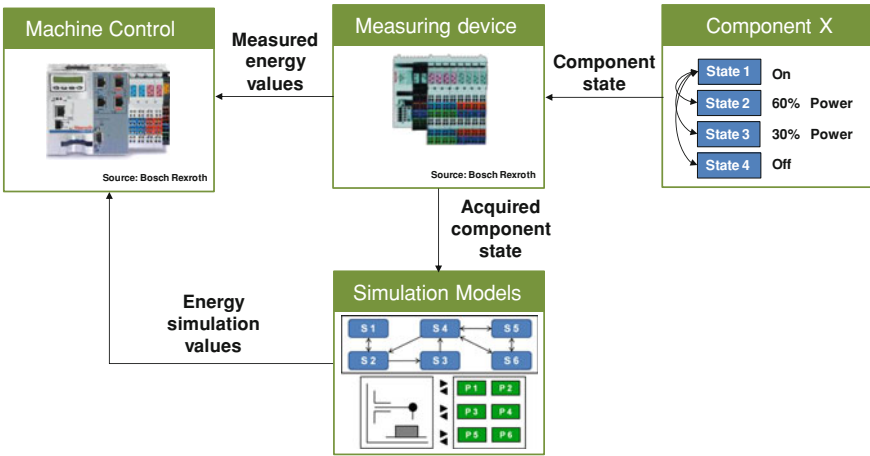 Machine Control
Source: Bosch Rexroth
Measured
energy
values
Measuring device
Source: Bosch Rexroth
Component
state
Component X
State 1 On
State 2 60% Power
State 3 30% Power
State 4 Off
Acquired
component
state
Energy
simulation
values
Simulation Models
S 1 S 4 S 5
S 2 S 3 S 6
P 1 P 2
P 3 P 4
P 5 P 6